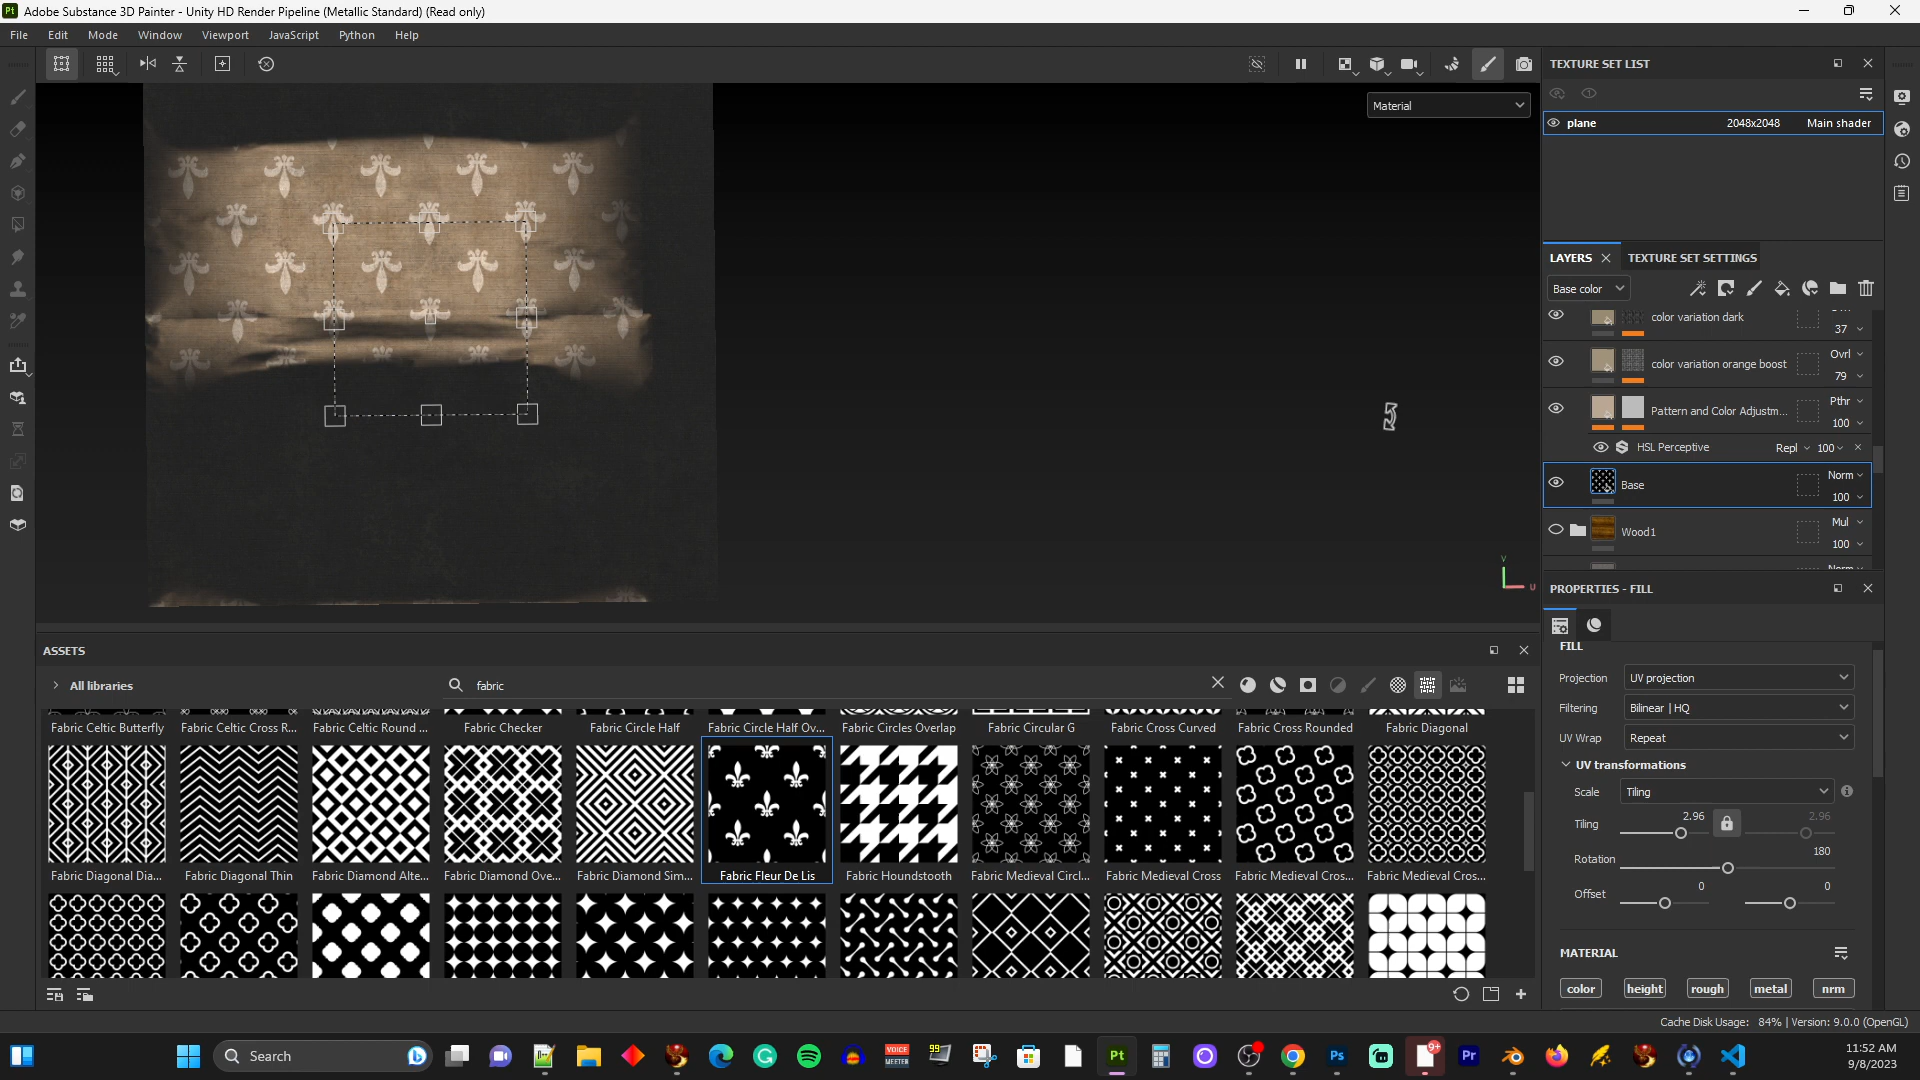 Pt Adobe Substance 3D Painter - Unity HD Render Pipeline (Metallic Standard) (Read only)
File Edit Mode Window Viewport JavaScript Python Help
Material
TEXTURE SET LIST
plane 2048x2048 Main shader
LAYERS TEXTURE SET SETTINGS
Base color
color variation dark
37
color variation orange boost Ovrl
79
Pattern and Color Adjustm... Pthr
100
HSL Perceptive Repl 100
Base Norm
100
Wood1 Mul
100
V
U
PROPERTIES - FILL
FILL
Projection UV projection
Filtering Bilinear | HQ
UV Wrap Repeat
UV transformations
Scale Tiling
Tiling 2.96 2.96
Rotation 180
Offset 0 0
MATERIAL
color height rough metal nrm
ASSETS
All libraries
fabric
Fabric Celtic Butterfly Fabric Celtic Cross R... Fabric Celtic Round ... Fabric Checker Fabric Circle Half Fabric Circle Half Ov... Fabric Circles Overlap Fabric Circular G Fabric Cross Curved Fabric Cross Rounded Fabric Diagonal
Fabric Diagonal Dia... Fabric Diagonal Thin Fabric Diamond Alte... Fabric Diamond Ove... Fabric Diamond Sim... Fabric Fleur De Lis Fabric Houndstooth Fabric Medieval Circl... Fabric Medieval Cross Fabric Medieval Cros... Fabric Medieval Cros...
Cache Disk Usage: 84% | Version: 9.0.0 (OpenGL)
Search
99
VOICE
MEETER
Pt
Ps
9+
Pr
11:52 AM
9/8/2023